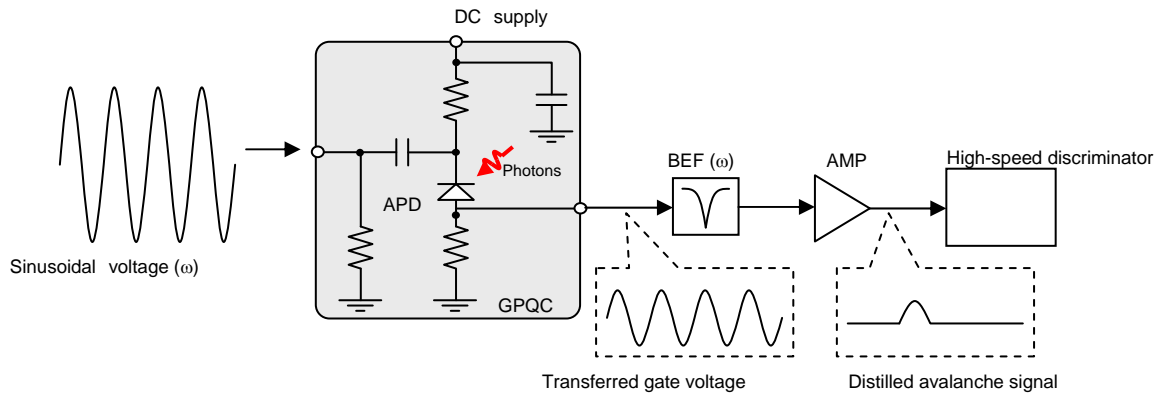 DC supply
Photons
APD
GPQC
Sinusoidal voltage (ω)
BEF (ω)
AMP
High-speed discriminator
Transferred gate voltage
Distilled avalanche signal